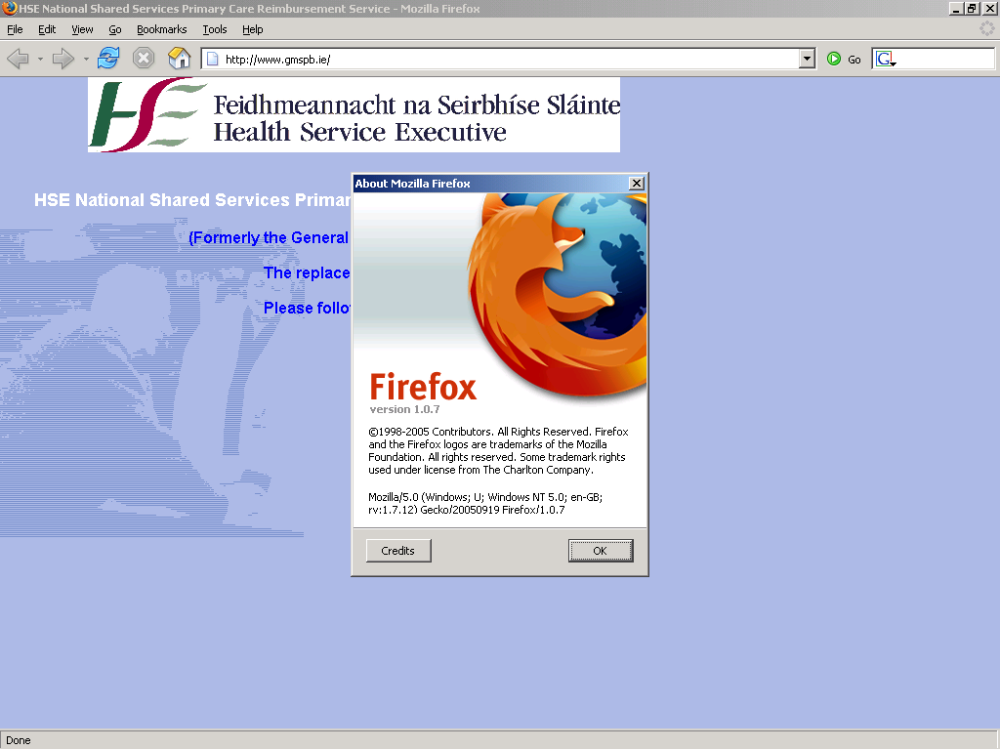 HSE National Shared Services Primary Care Reimbursement Service - Mozilla Firefox
File Edit View Go Bookmarks Tools Help
http://www.gmspb.ie/
Go
G
HSE
Feidhmeannacht na Seirbhíse Sláinte
Health Service Executive
About Mozilla Firefox
HSE National Shared Services Primar
(Formerly the General
The replace
Please follo
Firefox
version 1.0.7
©1998-2005 Contributors. All Rights Reserved. Firefox
and the Firefox logos are trademarks of the Mozilla
Foundation. All rights reserved. Some trademark rights
used under license from The Charlton Company.
Mozilla/5.0 (Windows; U; Windows NT 5.0; en-GB;
rv:1.7.12) Gecko/20050919 Firefox/1.0.7
Credits
OK
Done